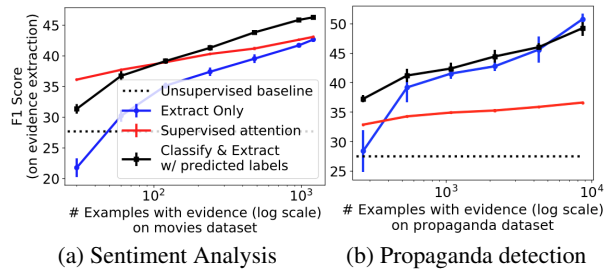 F1 Score
(on evidence extraction)
45
40
35
30
25
20
10²
10³
# Examples with evidence (log scale)
on movies dataset
Unsupervised baseline
Extract Only
Supervised attention
Classify & Extract
w/ predicted labels
50
45
40
35
30
25
10³
10⁴
# Examples with evidence (log scale)
on propaganda dataset
(a) Sentiment Analysis
(b) Propaganda detection